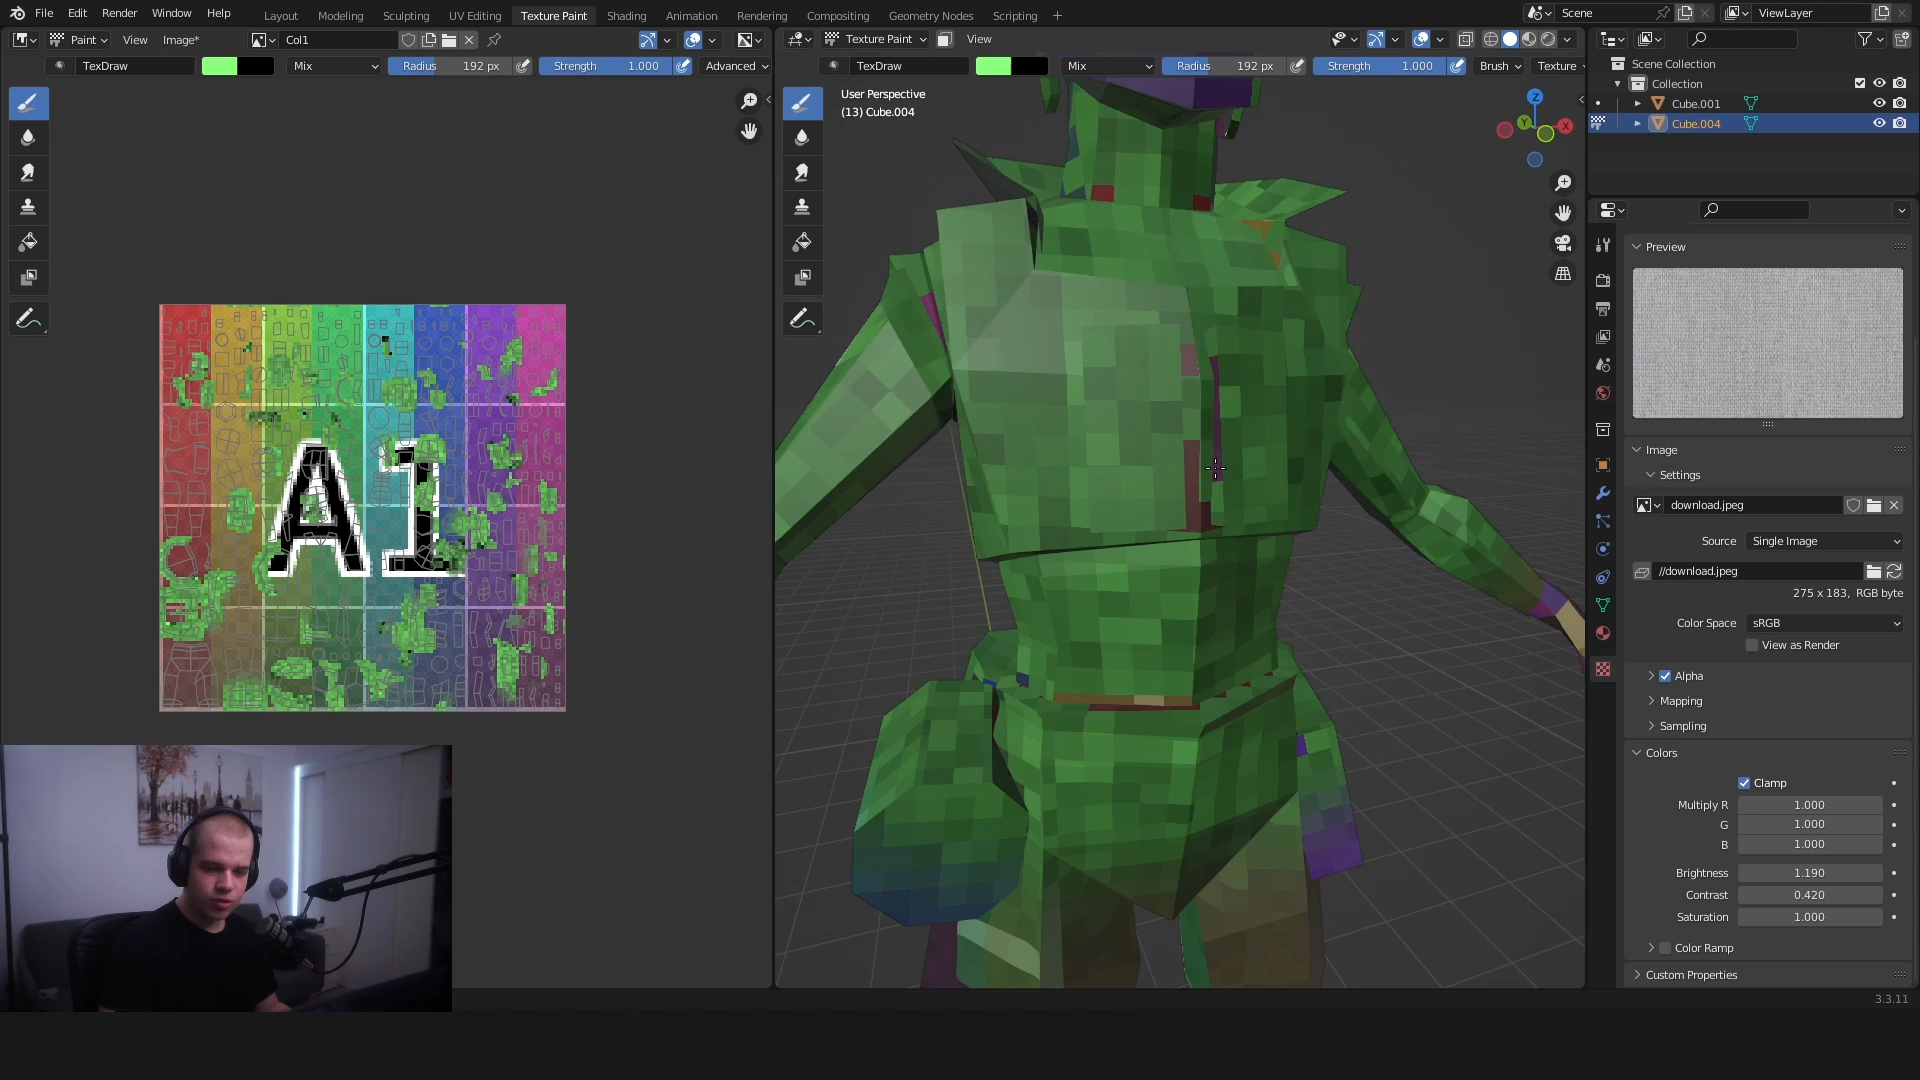 File Edit Render Window Help Layout Modeling Sculpting UV Editing Texture Paint Shading Animation Rendering Compositing Geometry Nodes Scripting + Scene ViewLayer
Paint View Image* Col1 Texture Paint View
TexDraw Mix Radius 192 px Strength 1.000 Advanced TexDraw Mix Radius 192 px Strength 1.000 Brush Texture
User Perspective
(13) Cube.004
Z
Y
X
Scene Collection
Collection
Cube.001
Cube.004
Preview
Image
Settings
download.jpeg
Source Single Image
//download.jpeg
275 x 183, RGB byte
Color Space sRGB
View as Render
Alpha
Mapping
Sampling
Colors
Clamp
Multiply R 1.000
G 1.000
B 1.000
Brightness 1.190
Contrast 0.420
Saturation 1.000
Color Ramp
Custom Properties
3.3.11
A1